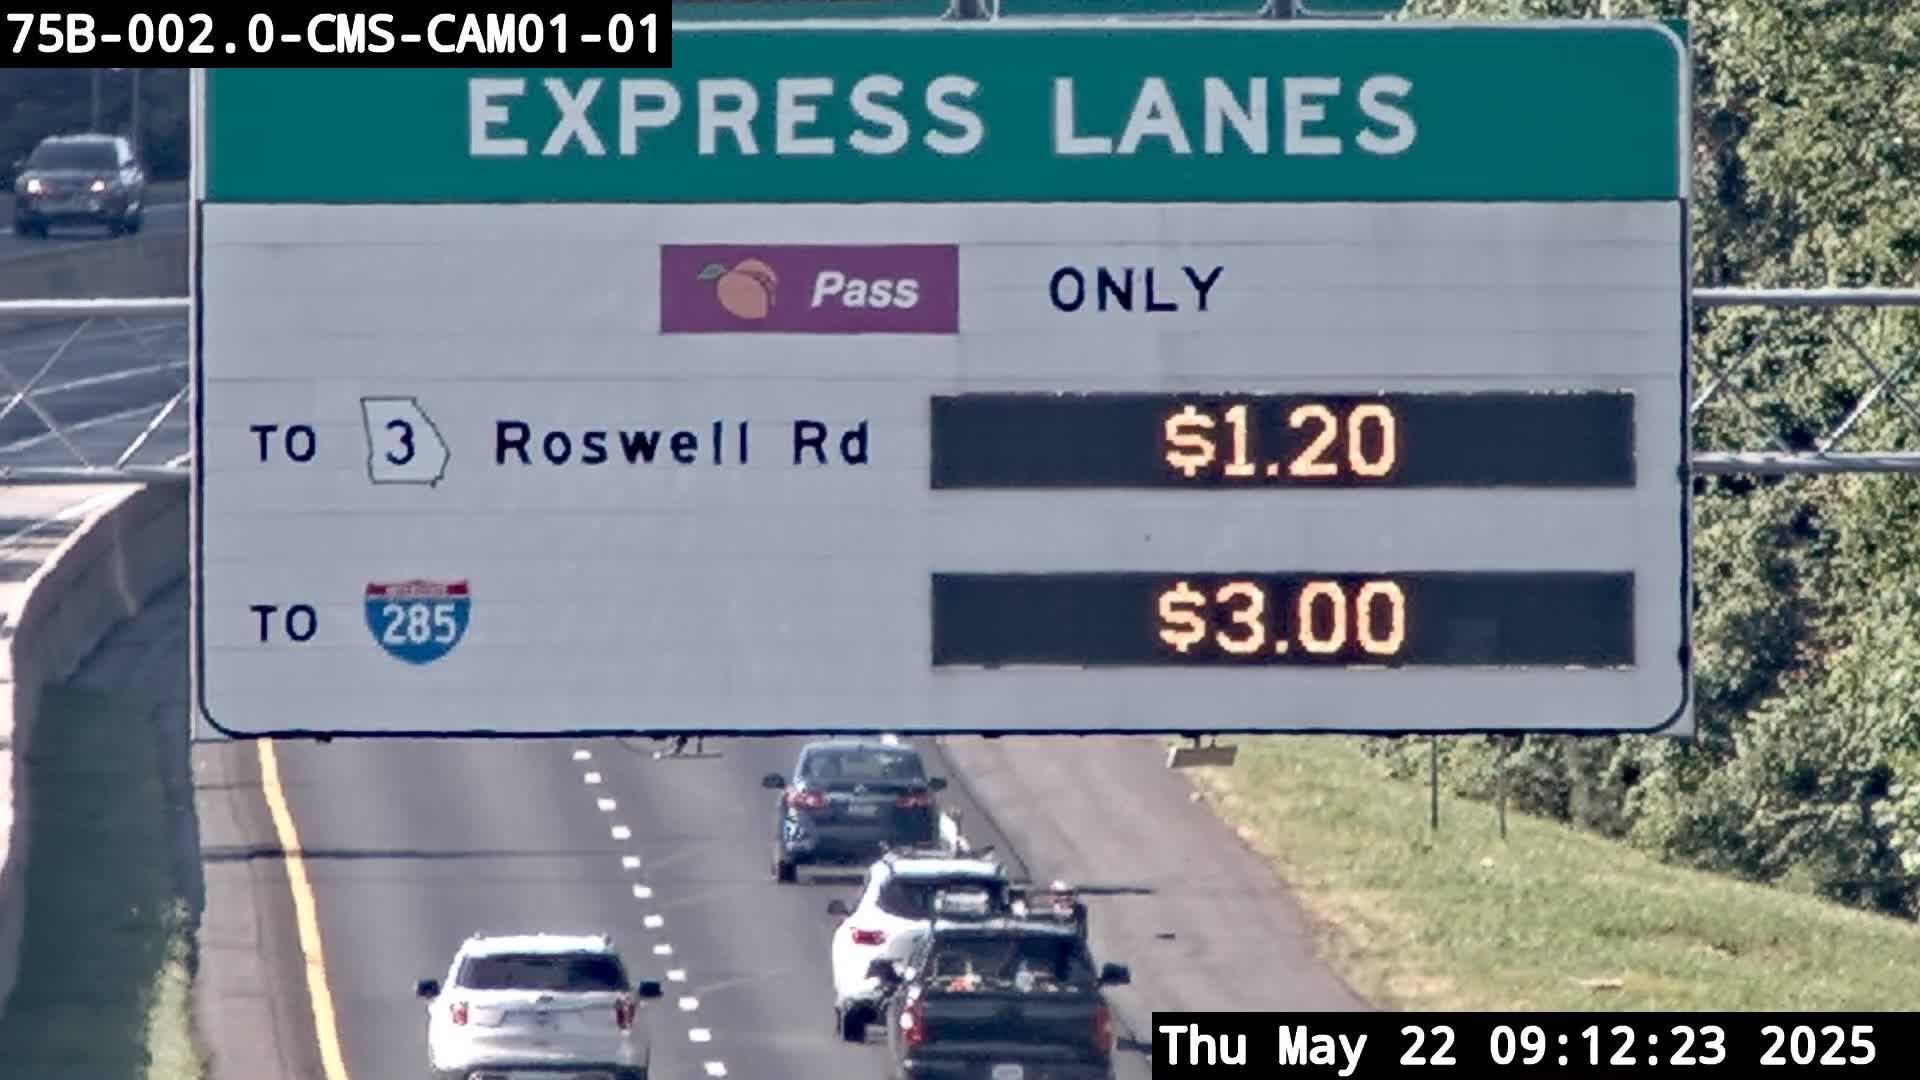 75B-002.0-CMS-CAM01-01
EXPRESS LANES
Pass ONLY
TO 3 Roswell Rd $1.20
TO 285 $3.00
Thu May 22 09:12:23 2025